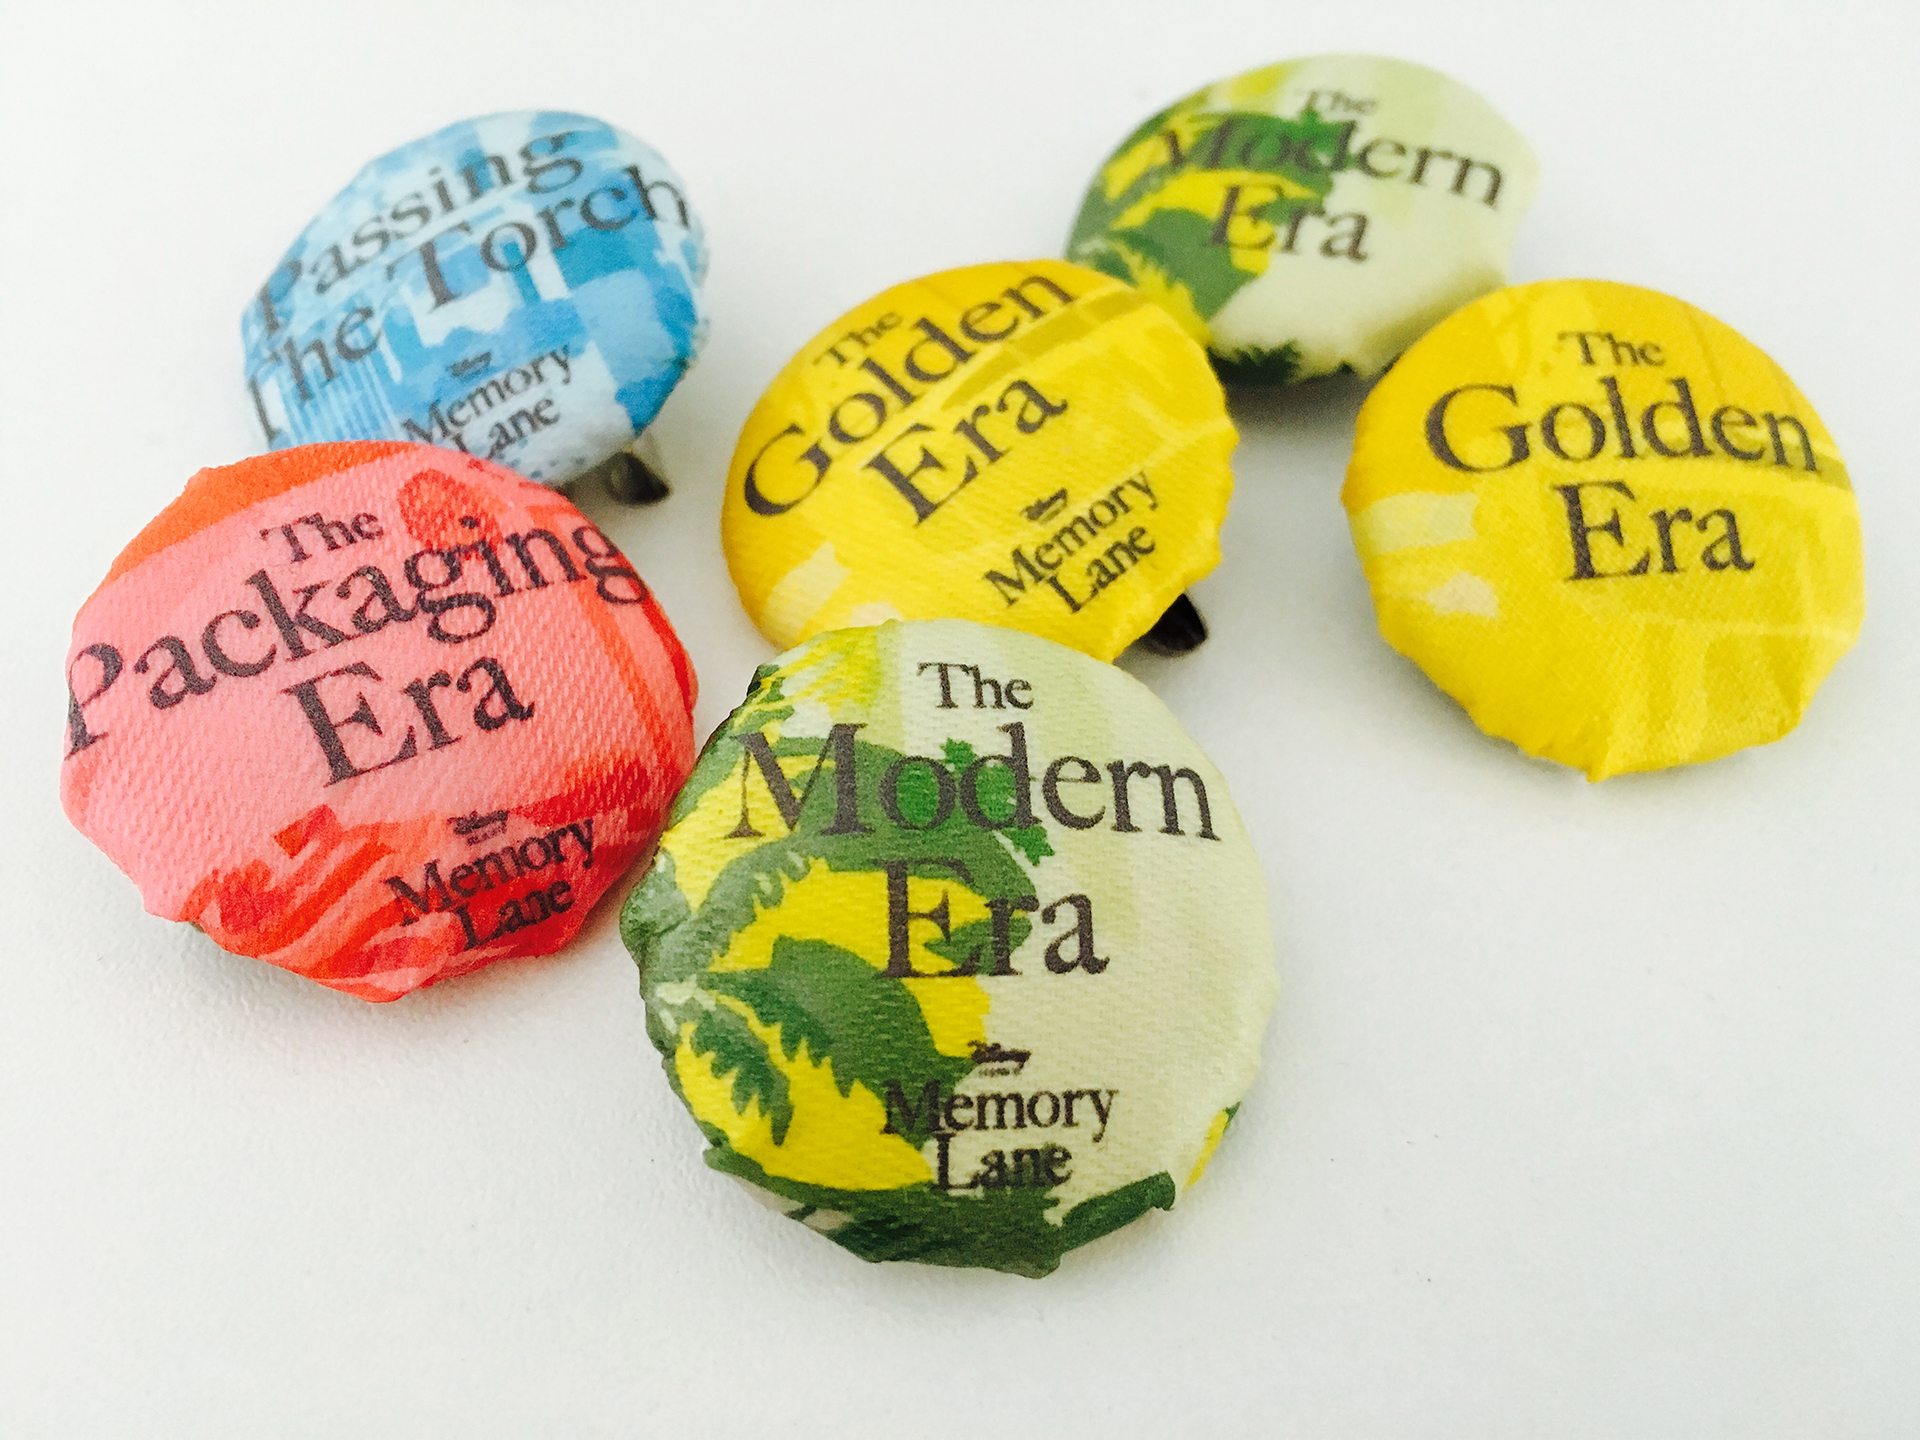 Passing
The Torch
Memory
Lane
The
Modern
Era
The
Golden
Era
Memory
Lane
The
Golden
Era
The
Packaging
Era
Memory
Lane
The
Modern
Era
Memory
Lane